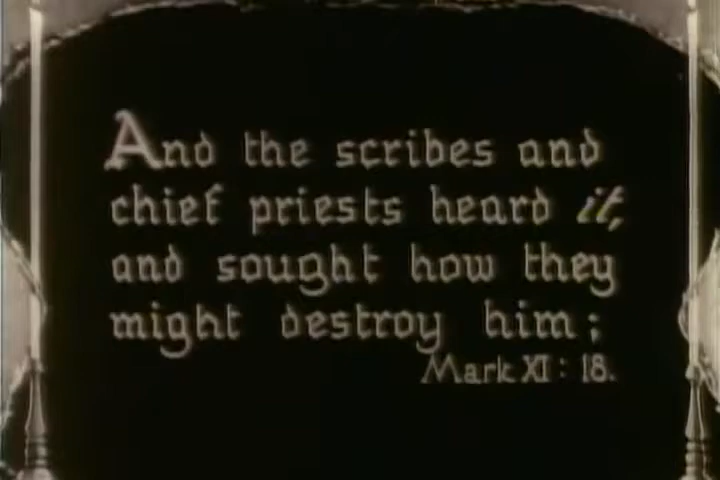 And the scribes and
chief priests heard it,
and sought how they
might destroy him;
Mark XI: 18.